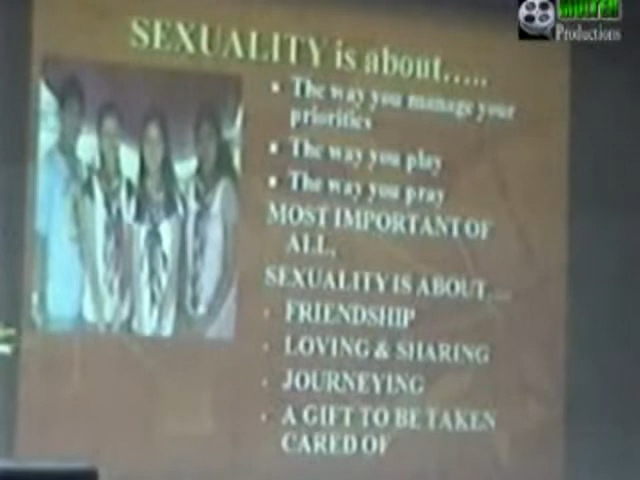 Productions
SEXUALITY is about.....
▪ The way you manage your
priorities
▪ The way you play
▪ The way you pray
MOST IMPORTANT OF
ALL,
SEXUALITY IS ABOUT...
· FRIENDSHIP
· LOVING & SHARING
· JOURNEYING
· A GIFT TO BE TAKEN
CARED OF